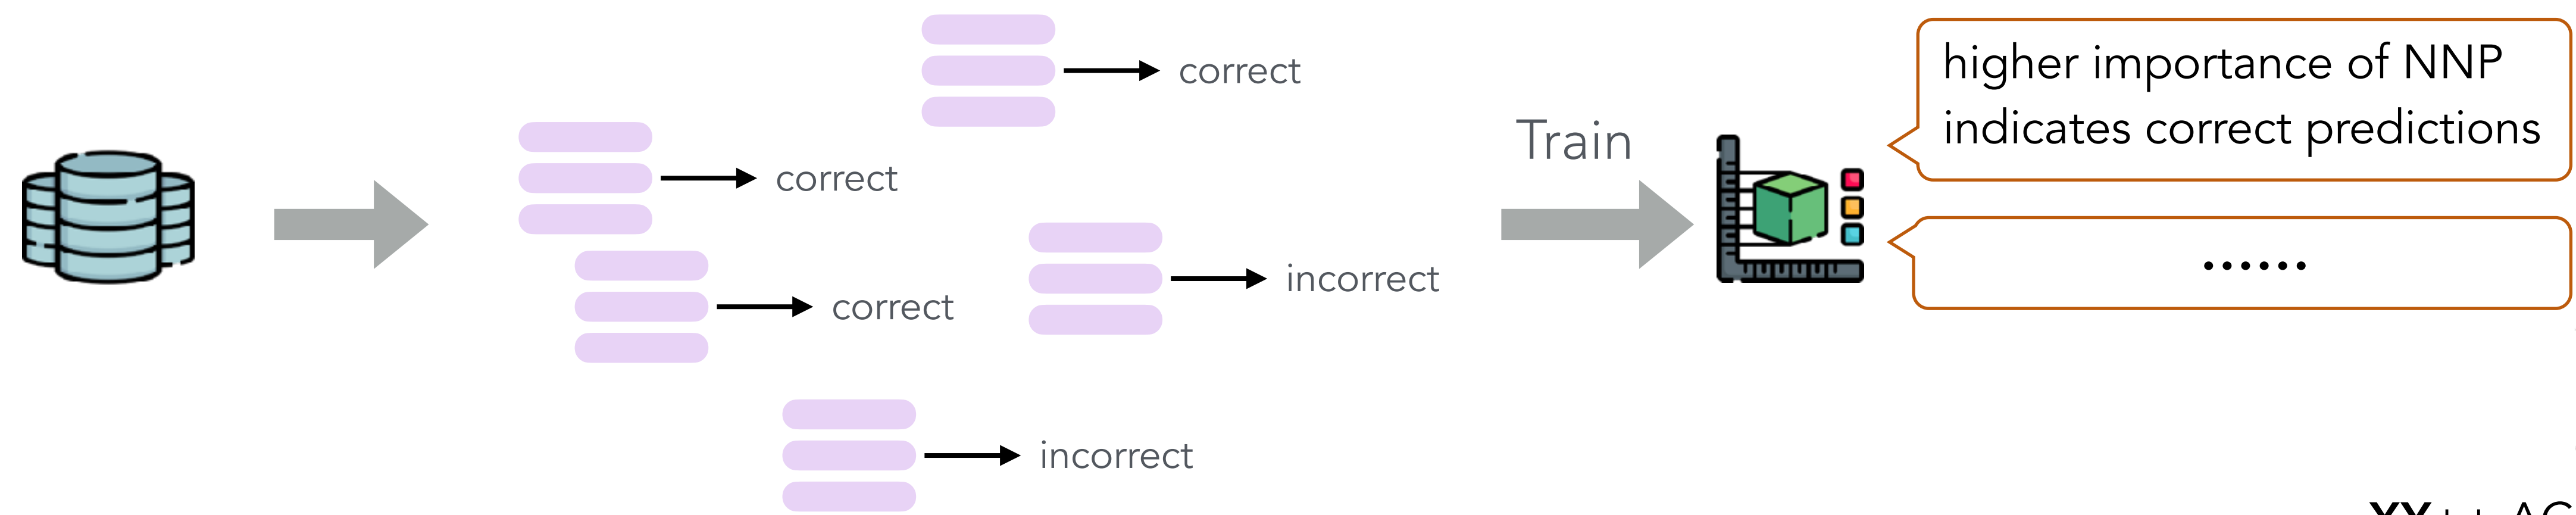 correct
correct
correct
incorrect
incorrect
Train
higher importance of NNP
indicates correct predictions
......